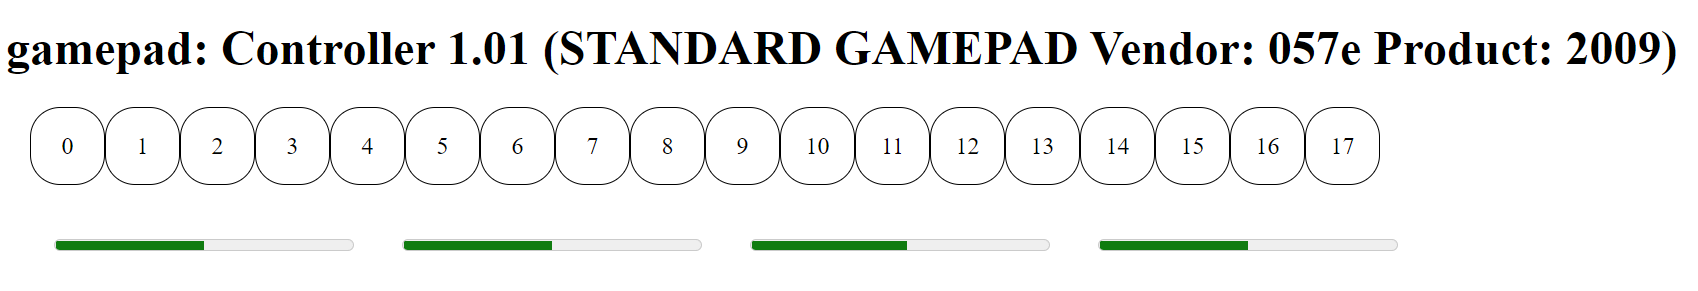 gamepad: Controller 1.01 (STANDARD GAMEPAD Vendor: 057e Product: 2009)
0 1 2 3 4 5 6 7 8 9 10 11 12 13 14 15 16 17